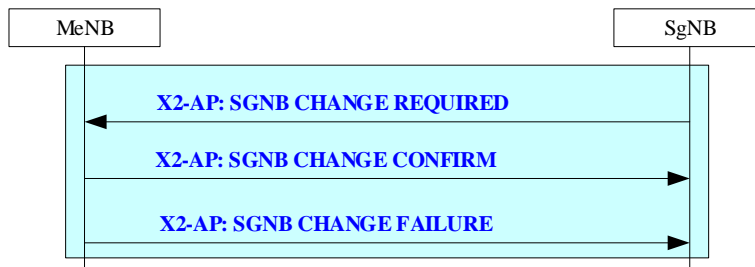 MeNB
SgNB
X2-AP: SGNB CHANGE REQUIRED
X2-AP: SGNB CHANGE CONFIRM
X2-AP: SGNB CHANGE FAILURE